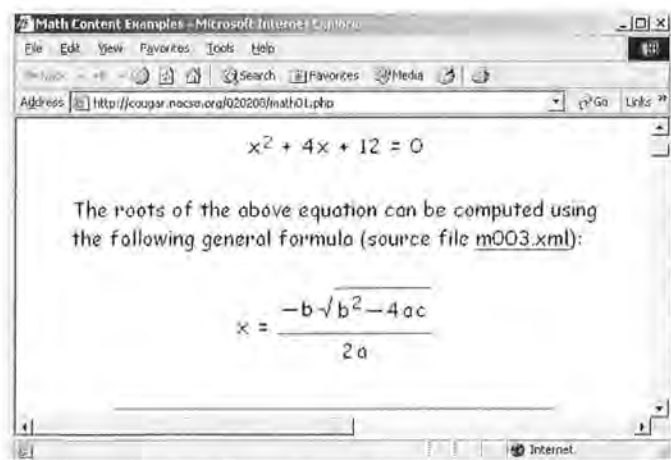 Math Content Examples - Microsoft Internet Explorer
File Edit View Favorites Tools Help
Search Favorites Media
Address http://cougar.nacse.org/020208/math01.php Go Links »
x² + 4x + 12 = 0
The roots of the above equation can be computed using
the following general formula (source file m003.xml):
x = −b √b² − 4ac
2a
Internet